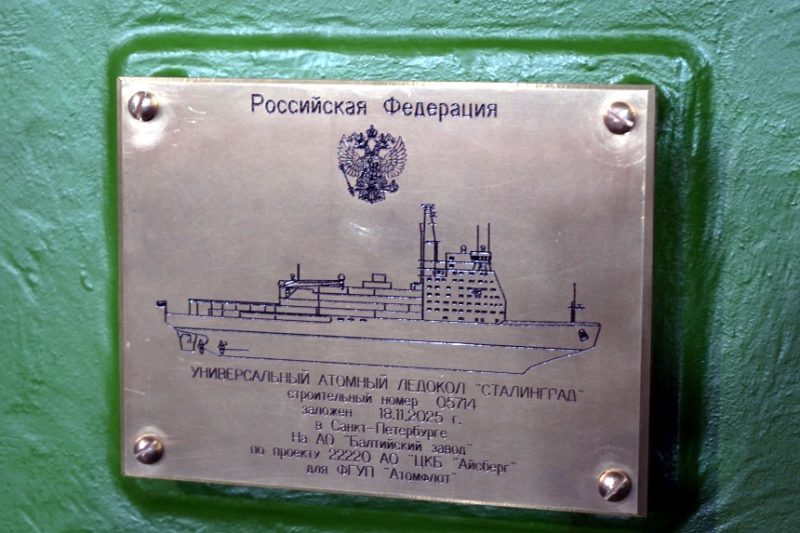 Российская Федерация
УНИВЕРСАЛЬНЫЙ АТОМНЫЙ ЛЕДОКОЛ "СТАЛИНГРАД"
строительный номер 05714
заложен 18.11.2025 г.
в Санкт-Петербурге
На АО "Балтийский завод"
по проекту 22220 АО "ЦКБ "Айсберг"
для ФГУП "Атомфлот"